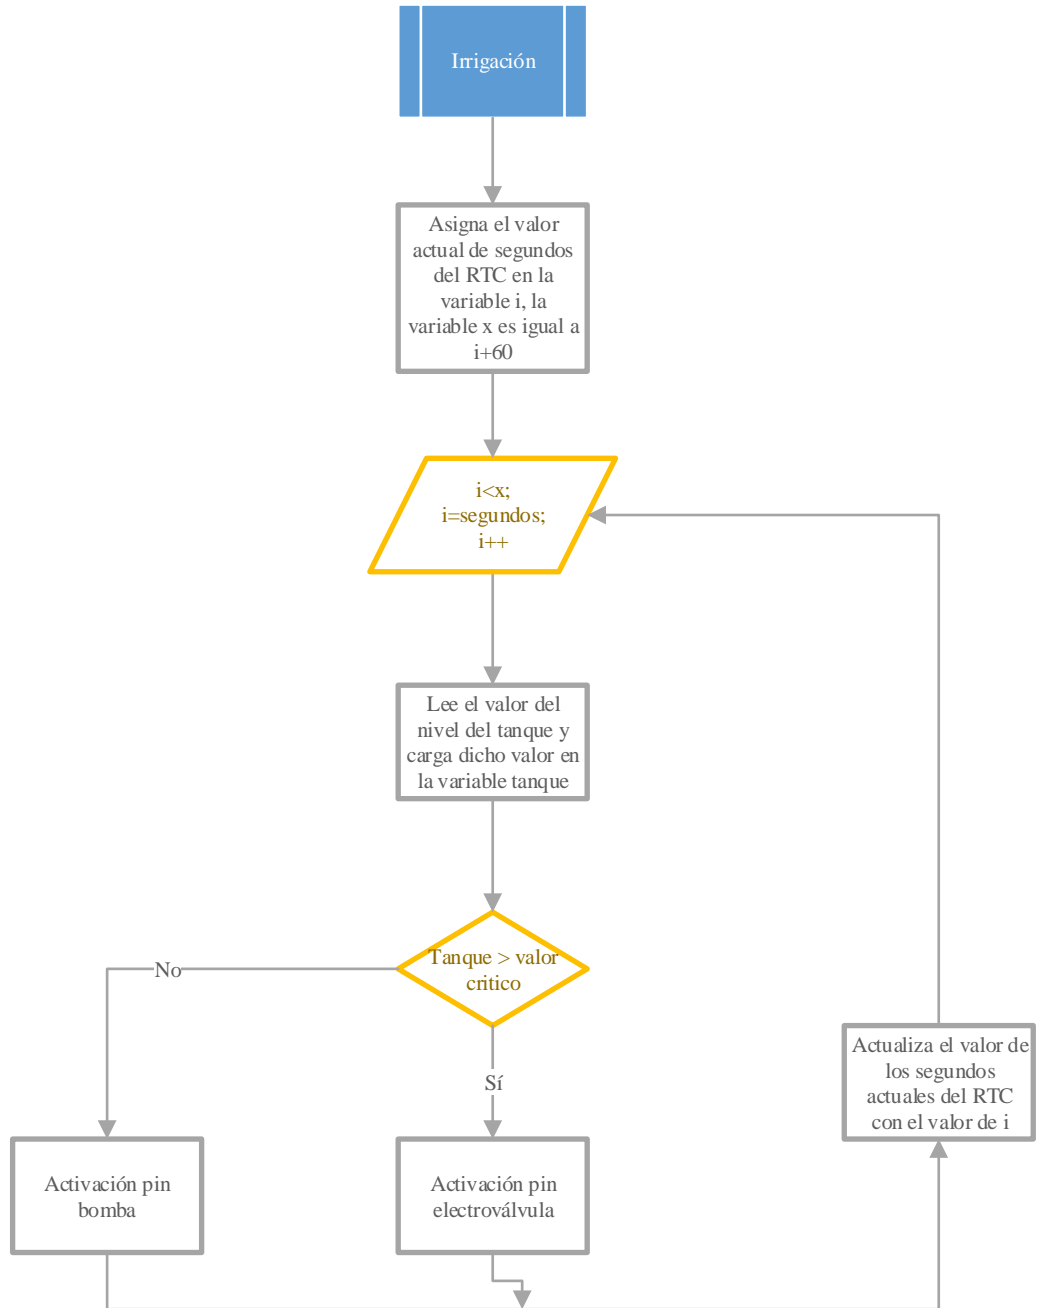 Irrigación
Asigna el valor
actual de segundos
del RTC en la
variable i, la
variable x es igual a
i+60
i<x;
i=segundos;
i++
Lee el valor del
nivel del tanque y
carga dicho valor en
la variable tanque
Tanque > valor
critico
No
Sí
Actualiza el valor de
los segundos
actuales del RTC
con el valor de i
Activación pin
bomba
Activación pin
electroválvula